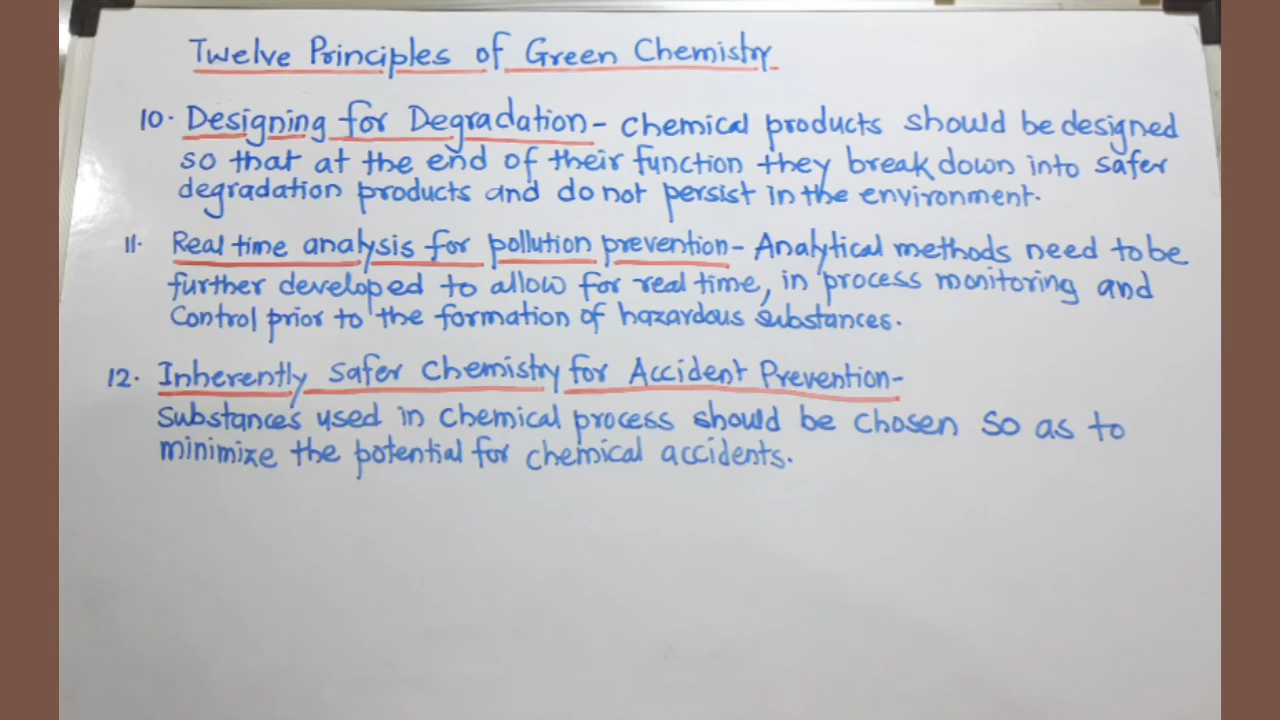 Twelve Principles of Green Chemistry
10. Designing for Degradation - Chemical products should be designed
so that at the end of their function they break down into safer
degradation products and do not persist in the environment.
11. Real time analysis for pollution prevention - Analytical methods need to be
further developed to allow for real time, in process monitoring and
Control prior to the formation of hazardous substances.
12. Inherently Safer Chemistry for Accident Prevention-
Substances used in Chemical process should be chosen so as to
minimize the potential for chemical accidents.